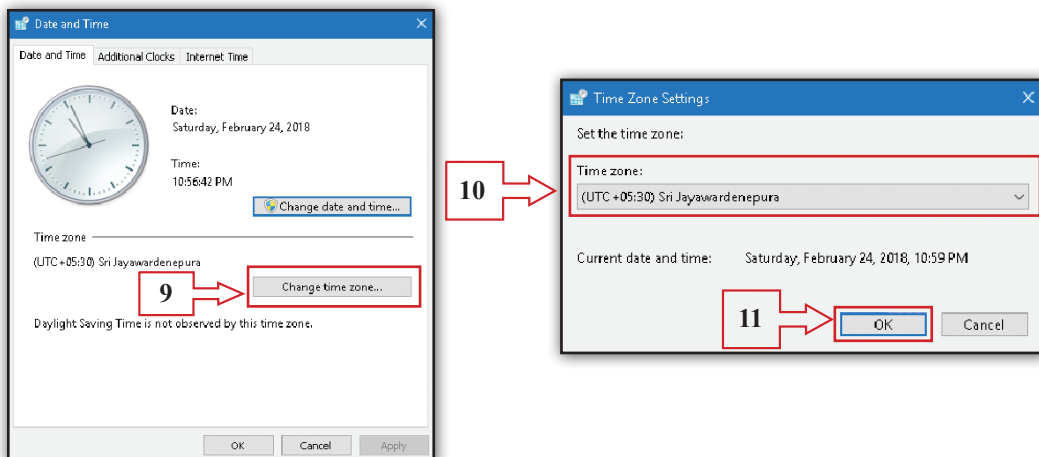 Date and Time
Date and Time Additional Clocks Internet Time
Date:
Saturday, February 24, 2018
Time:
10:56:42 PM
Change date and time...
Time zone
(UTC+05:30) Sri Jayawardenepura
9
Change time zone...
Daylight Saving Time is not observed by this time zone.
OK Cancel Apply
10
Time Zone Settings
Set the time zone:
Time zone:
(UTC +05:30) Sri Jayawardenepura
Current date and time: Saturday, February 24, 2018, 10:59 PM
11
OK Cancel